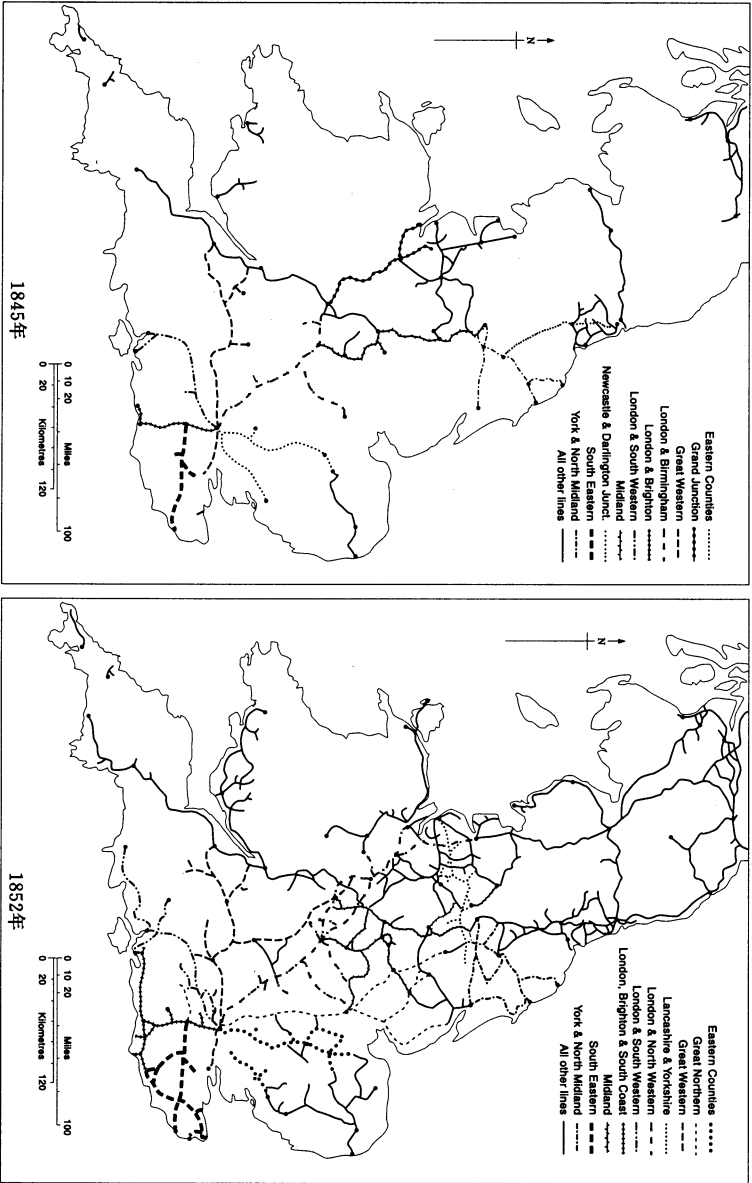 N
Eastern Counties
Grand Junction
Great Western
London & Birmingham
London & Brighton
London & South Western
Midland
Newcastle & Darlington Junct.
South Eastern
York & North Midland
All other lines
0 10 20 Miles 100
0 20 Kilometres 120
1845年
N
Eastern Counties
Great Northern
Great Western
Lancashire & Yorkshire
London & North Western
London & South Western
London, Brighton & South Coast
Midland
South Eastern
York & North Midland
All other lines
0 10 20 Miles 100
0 20 Kilometres 120
1852年